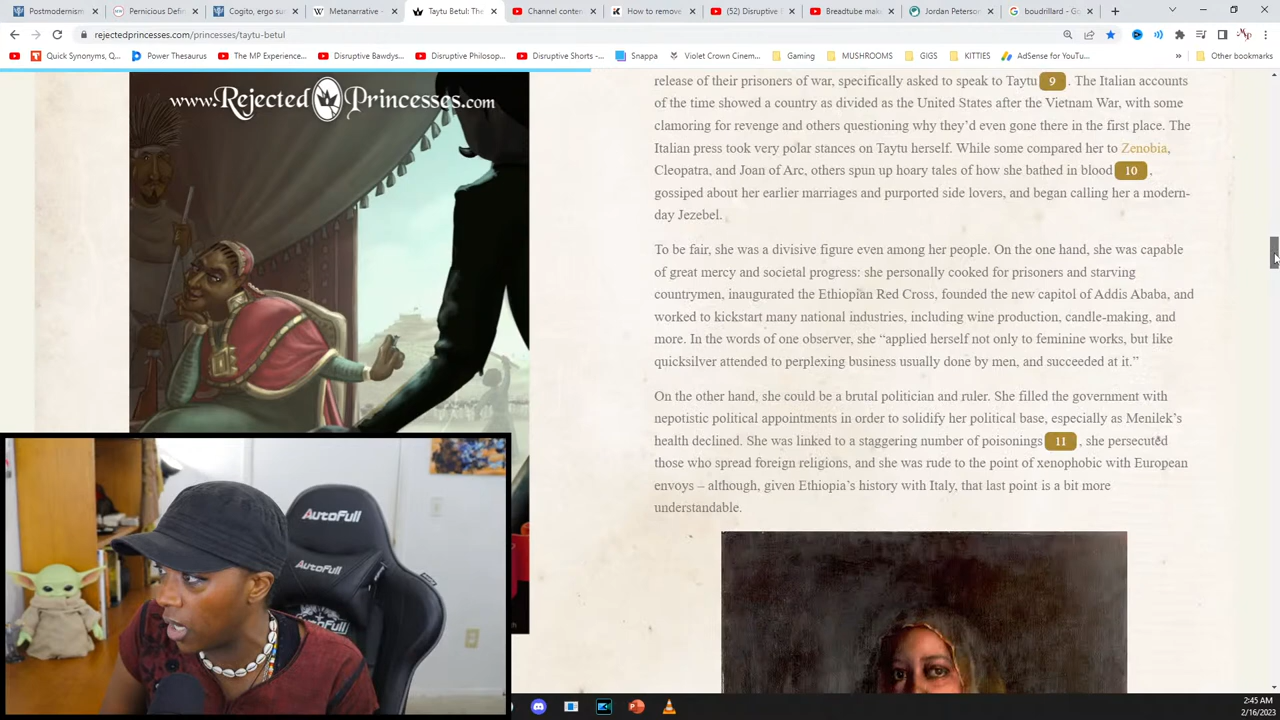 Postmodernism
Pernicious Defi
Cogito, ergo su
Metanarrative -
Taytu Betul: The
Channel conten
How to remove
(52) Disruptive
Breadtube make
Jordan Peterso
boudrillard - Go
rejectedprincesses.com/princesses/taytu-betul
Quick Synonyms, Q...
Power Thesaurus
The MP Experience...
Disruptive Bawdys...
Disruptive Philosop...
Disruptive Shorts -...
Snappa
Violet Crown Cinem...
Gaming
MUSHROOMS
GIGS
KITTIES
AdSense for YouTu...
Other bookmarks
www.Rejected Princesses.com
release of their prisoners of war, specifically asked to speak to Taytu 9 . The Italian accounts
of the time showed a country as divided as the United States after the Vietnam War, with some
clamoring for revenge and others questioning why they'd even gone there in the first place. The
Italian press took very polar stances on Taytu herself. While some compared her to Zenobia,
Cleopatra, and Joan of Arc, others spun up hoary tales of how she bathed in blood 10 ,
gossiped about her earlier marriages and purported side lovers, and began calling her a modern-
day Jezebel.
To be fair, she was a divisive figure even among her people. On the one hand, she was capable
of great mercy and societal progress: she personally cooked for prisoners and starving
countrymen, inaugurated the Ethiopian Red Cross, founded the new capitol of Addis Ababa, and
worked to kickstart many national industries, including wine production, candle-making, and
more. In the words of one observer, she “applied herself not only to feminine works, but like
quicksilver attended to perplexing business usually done by men, and succeeded at it.”
On the other hand, she could be a brutal politician and ruler. She filled the government with
nepotistic political appointments in order to solidify her political base, especially as Menilek's
health declined. She was linked to a staggering number of poisonings 11 , she persecuted
those who spread foreign religions, and she was rude to the point of xenophobic with European
envoys – although, given Ethiopia's history with Italy, that last point is a bit more
understandable.
AutoFull
AutoFull
2:45 AM
2/16/2023